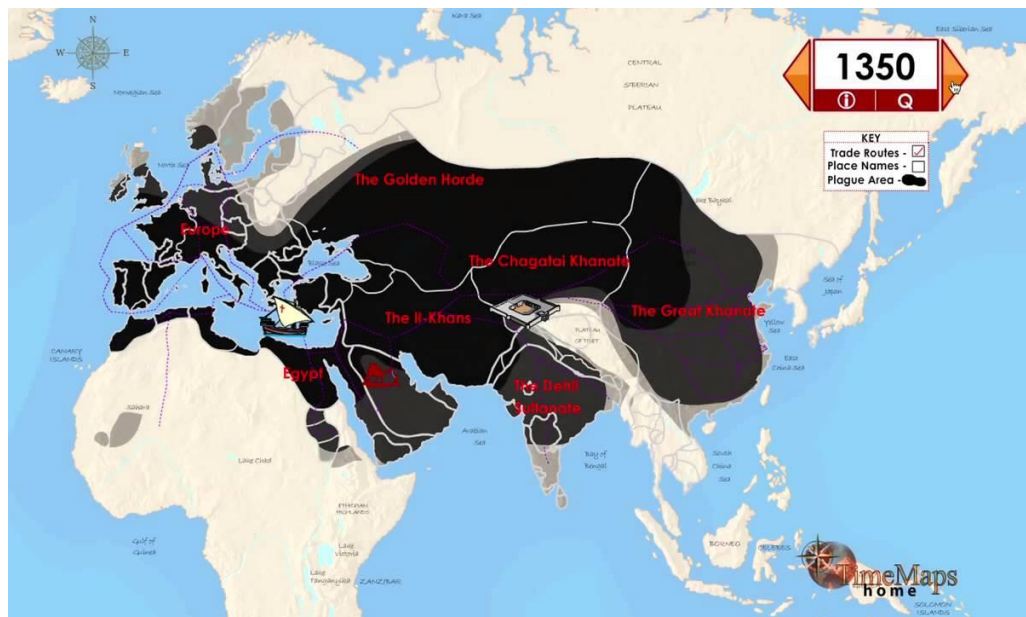 Kara Sea
East Siberian Sea
N
W
E
S
1350
i
Q
CENTRAL
SIBERIAN
PLATEAU
Norwegian Sea
KEY
Trade Routes -
Place Names -
Plague Area -
North Sea
The Golden Horde
Lake Baykal
Europe
Black Sea
The Chagatai Khanate
Sea of
Japan
The Il-Khans
The Great Khanate
PLATEAU
OF TIBET
Yellow
Sea
CANARY
ISLANDS
East
China Sea
Egypt
The Dehli
Sultanate
Sahara
Arabian
Sea
Bay of
Bengal
South
China
Sea
Lake Chad
ETHIOPIAN
HIGHLANDS
Gulf of
Guinea
Lake
Victoria
BORNEO
CELEBES
Lake
Tanganyika
ZANZIBAR
TimeMaps
home
SOLOMON
ISLANDS